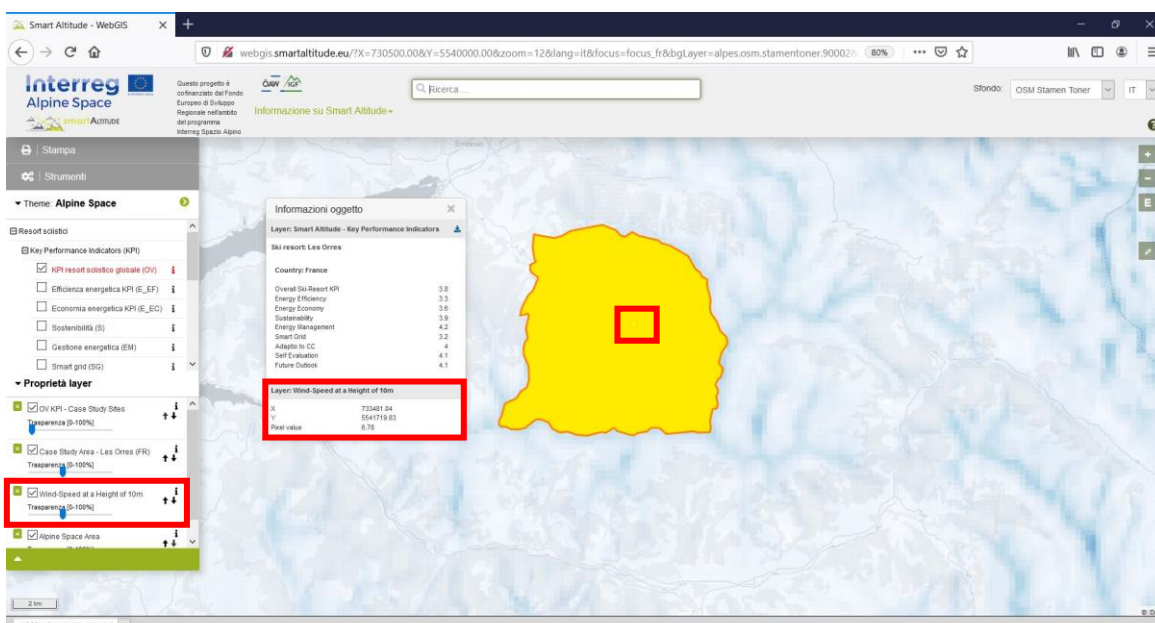 Smart Altitude - WebGIS
webgis.smartaltitude.eu/?X=730500.00&Y=5540000.00&zoom=12&lang=it&focus=focus_fr&bgLayer=alpes.osm.stamentoner.90002
80%
Interreg
Alpine Space
smartALTITUDE
Questo progetto è
cofinanziato dal Fondo
Europeo di Sviluppo
Regionale nell'ambito
del programma
Interreg Spazio Alpino
ÖAW IGF
Informazione su Smart Altitude
Ricerca ...
Sfondo: OSM Stamen Toner
IT
Stampa
Strumenti
Theme: Alpine Space
Resort sciistici
Key Performance Indicators (KPI)
KPI resort sciistico globale (OV)
Efficienza energetica KPI (E_EF)
Economia energetica KPI (E_EC)
Sostenibilità (S)
Gestione energetica (EM)
Smart grid (SG)
Proprietà layer
OV KPI - Case Study Sites
Trasparenza [0-100%]
Case Study Area - Les Orres (FR)
Trasparenza [0-100%]
Wind-Speed at a Height of 10m
Trasparenza [0-100%]
Alpine Space Area
2 km
Embrun
Informazioni oggetto
Layer: Smart Altitude - Key Performance Indicators
Ski resort: Les Orres
Country: France
Overall Ski-Resort KPI 3.8
Energy Efficiency 3.3
Energy Economy 3.6
Sustainability 3.9
Energy Management 4.2
Smart Grid 3.2
Adaptio to CC 4
Self Evaluation 4.1
Future Outlook 4.1
Layer: Wind-Speed at a Height of 10m
X 733481.04
Y 5541719.83
Pixel value 6.78
E